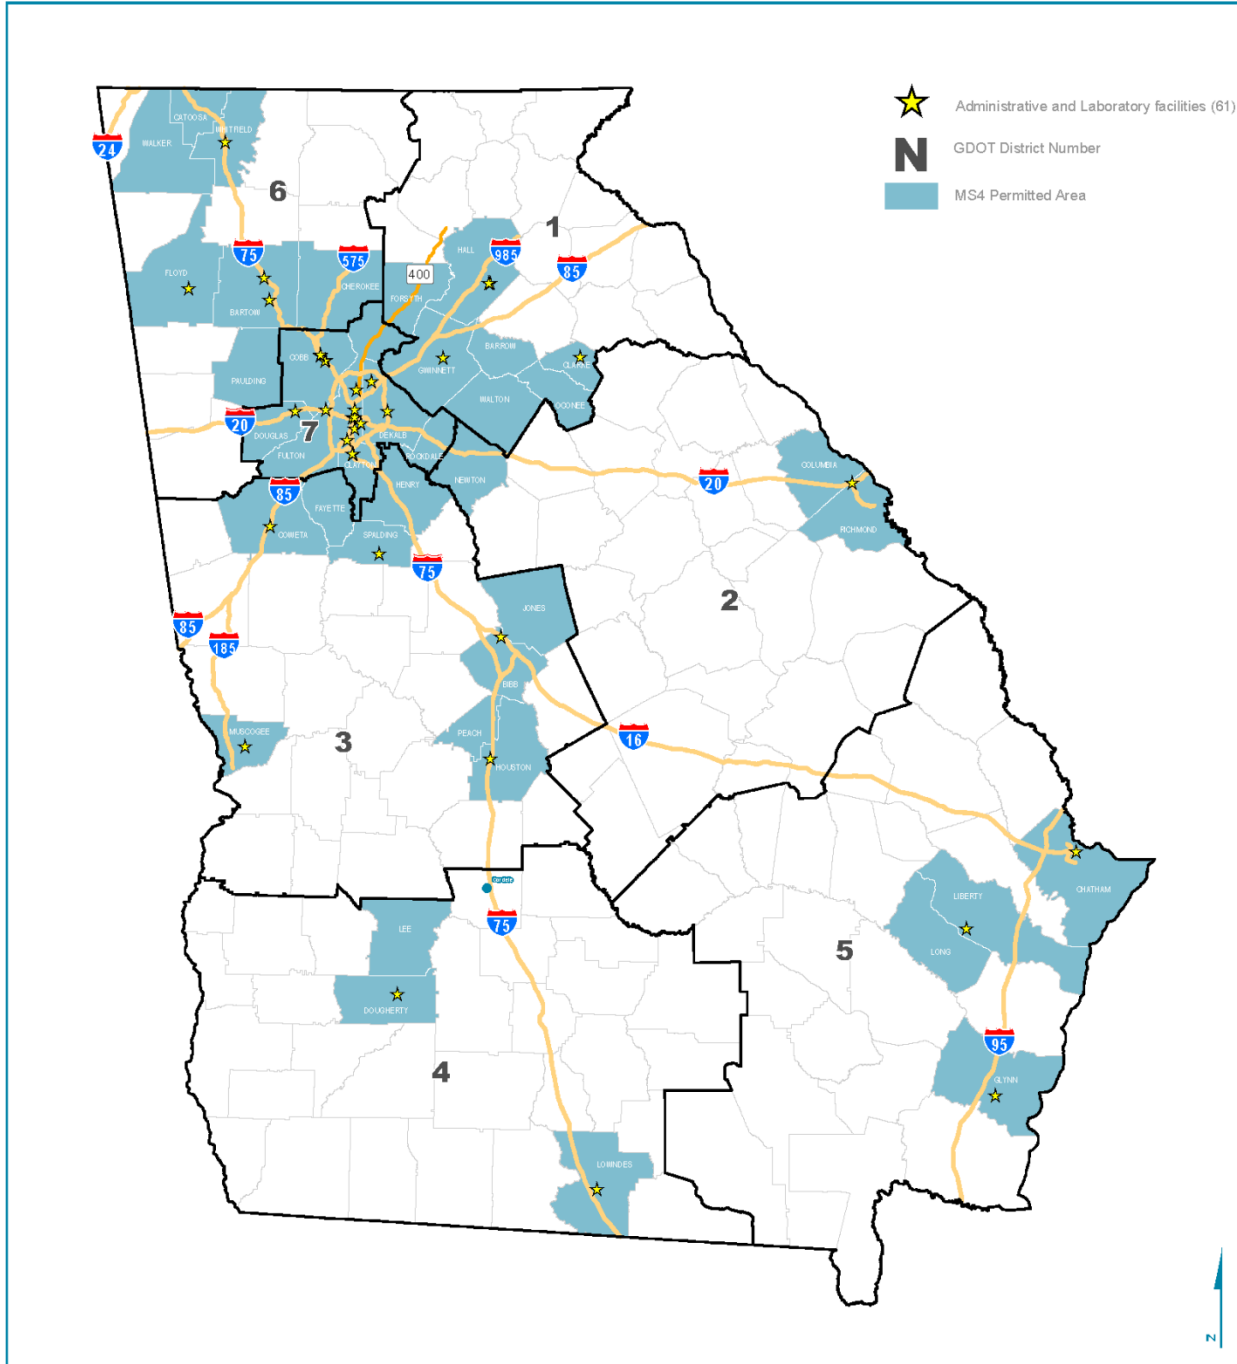 Administrative and Laboratory facilities (61)
N GDOT District Number
MS4 Permitted Area
CATOOSA
WHITFIELD
WALKER
24
6
1
HALL
985
75
575
85
400
FLOYD
CHEROKEE
FORSYTH
BARTOW
COBB
BARROW
CLARKE
GWINNETT
PAULDING
WALTON
OCONEE
20
DOUGLAS
7
DEKALB
FULTON
CLAYTON
ROCKDALE
COLUMBIA
NEWTON
20
HENRY
85
FAYETTE
RICHMOND
COWETA
SPALDING
75
2
JONES
85
185
BIBB
MUSCOGEE
PEACH
3
16
HOUSTON
CHATHAM
Cordele
LIBERTY
75
LEE
5
LONG
DOUGHERTY
95
4
GLYNN
LOWNDES
N